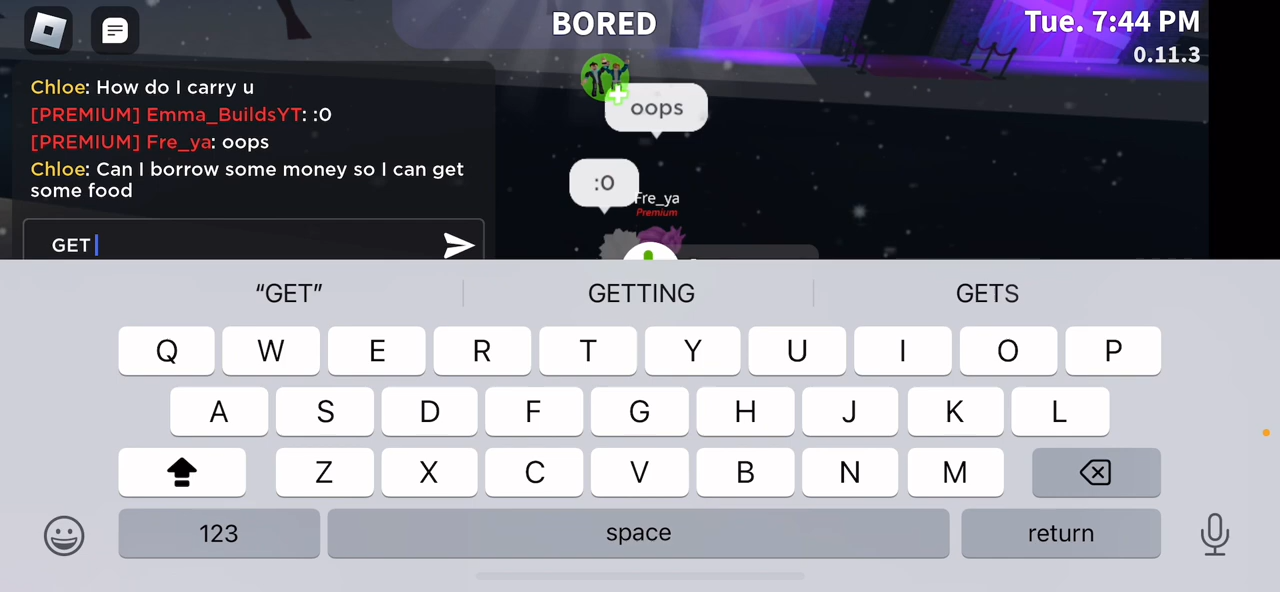 BORED
Tue. 7:44 PM
0.11.3
Chloe: How do I carry u
[PREMIUM] Emma_BuildsYT: :0
[PREMIUM] Fre_ya: oops
Chloe: Can I borrow some money so I can get
some food
GET
oops
:0
Fre_ya
Premium
“GET” GETTING GETS
Q W E R T Y U I O P
A S D F G H J K L
Z X C V B N M
123 space return